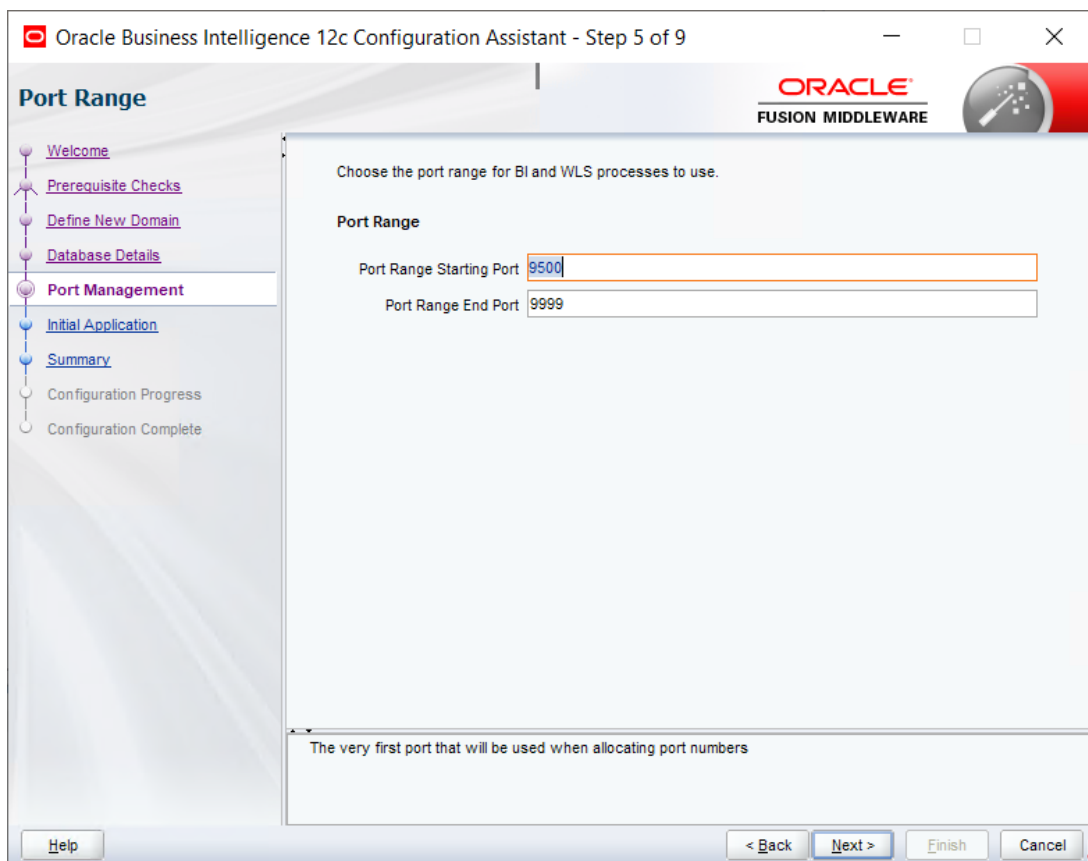 Oracle Business Intelligence 12c Configuration Assistant - Step 5 of 9
Port Range
ORACLE
FUSION MIDDLEWARE
Welcome
Prerequisite Checks
Define New Domain
Database Details
Port Management
Initial Application
Summary
Configuration Progress
Configuration Complete
Choose the port range for BI and WLS processes to use.
Port Range
Port Range Starting Port 9500
Port Range End Port 9999
The very first port that will be used when allocating port numbers
Help < Back Next > Finish Cancel